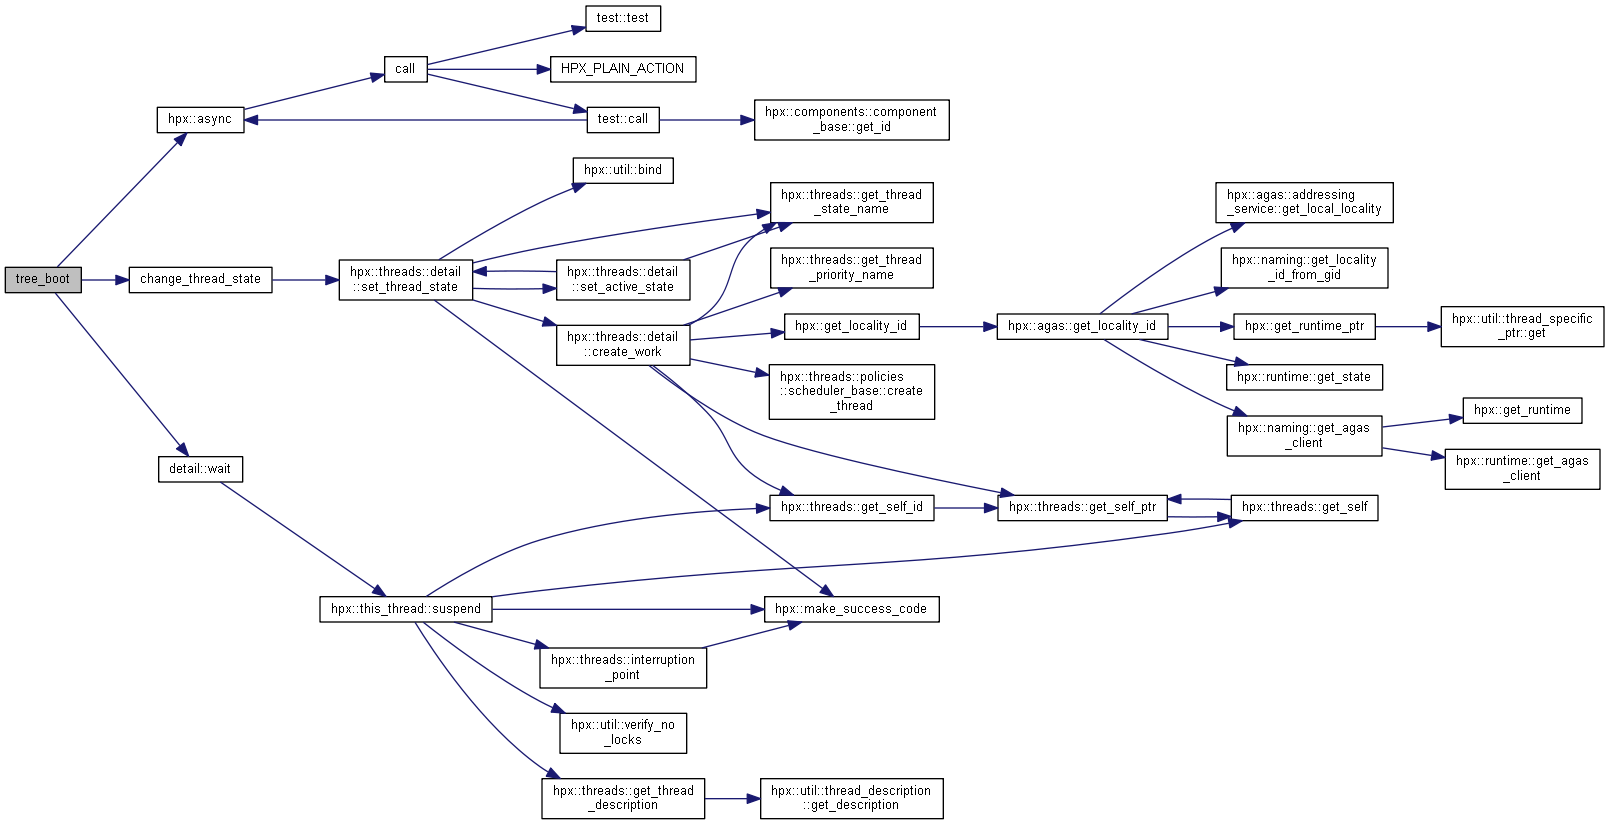 test::test
call
HPX_PLAIN_ACTION
hpx::async
test::call
hpx::components::component
_base::get_id
hpx::util::bind
hpx::threads::get_thread
_state_name
hpx::agas::addressing
_service::get_local_locality
tree_boot
change_thread_state
hpx::threads::detail
::set_thread_state
hpx::threads::detail
::set_active_state
hpx::threads::get_thread
_priority_name
hpx::naming::get_locality
_id_from_gid
hpx::threads::detail
::create_work
hpx::get_locality_id
hpx::agas::get_locality_id
hpx::get_runtime_ptr
hpx::util::thread_specific
_ptr::get
hpx::threads::policies
::scheduler_base::create
_thread
hpx::runtime::get_state
hpx::naming::get_agas
_client
hpx::get_runtime
hpx::runtime::get_agas
_client
detail::wait
hpx::threads::get_self_id
hpx::threads::get_self_ptr
hpx::threads::get_self
hpx::this_thread::suspend
hpx::make_success_code
hpx::threads::interruption
_point
hpx::util::verify_no
_locks
hpx::threads::get_thread
_description
hpx::util::thread_description
::get_description